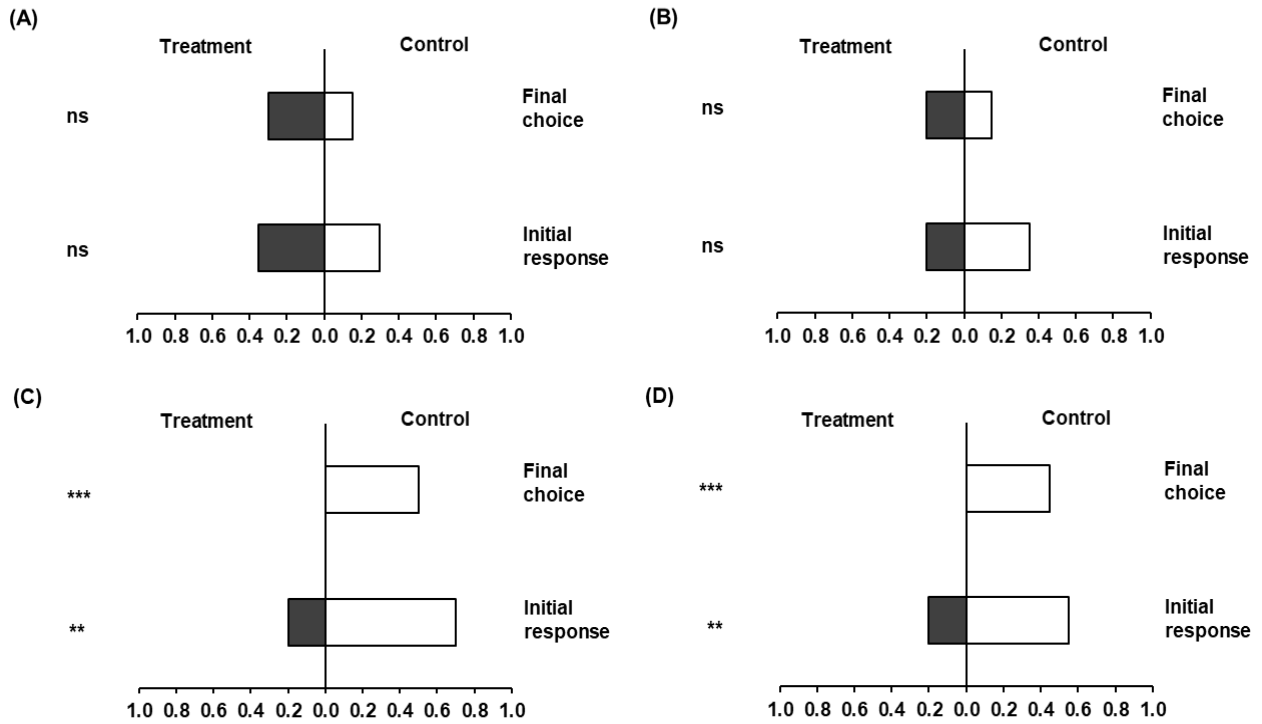 (A)
Treatment Control
ns
Final
choice
ns
Initial
response
1.0 0.8 0.6 0.4 0.2 0.0 0.2 0.4 0.6 0.8 1.0
(B)
Treatment Control
ns
Final
choice
ns
Initial
response
1.0 0.8 0.6 0.4 0.2 0.0 0.2 0.4 0.6 0.8 1.0
(C)
Treatment Control
***
Final
choice
**
Initial
response
1.0 0.8 0.6 0.4 0.2 0.0 0.2 0.4 0.6 0.8 1.0
(D)
Treatment Control
***
Final
choice
**
Initial
response
1.0 0.8 0.6 0.4 0.2 0.0 0.2 0.4 0.6 0.8 1.0